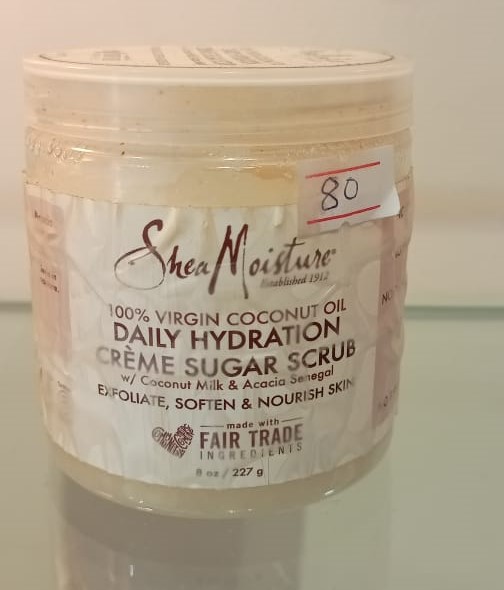 80
SheaMoisture
Established 1912
100% VIRGIN COCONUT OIL
DAILY HYDRATION
CRÈME SUGAR SCRUB
w/ Coconut Milk & Acacia Senegal
EXFOLIATE, SOFTEN & NOURISH SKIN
made with
FAIR TRADE
INGREDIENTS
8 oz / 227 g